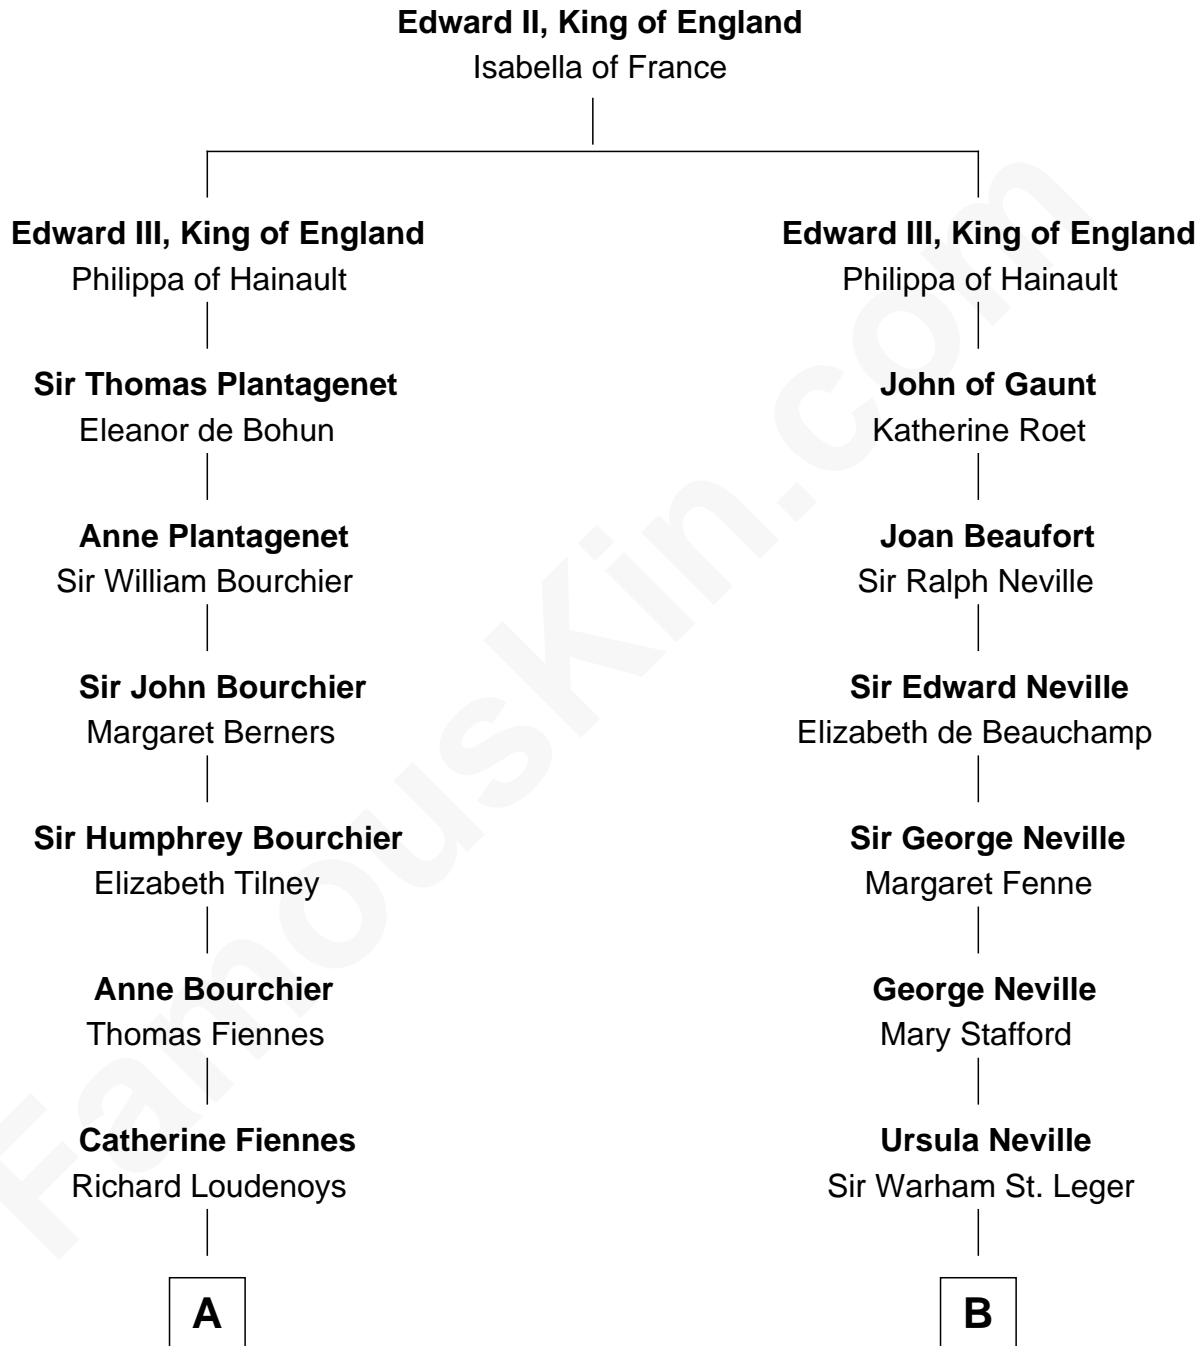 Edward II, King of England
Isabella of France
Edward III, King of England
Philippa of Hainault
Edward III, King of England
Philippa of Hainault
Sir Thomas Plantagenet
Eleanor de Bohun
John of Gaunt
Katherine Roet
Anne Plantagenet
Sir William Bourchier
Joan Beaufort
Sir Ralph Neville
Sir John Bourchier
Margaret Berners
Sir Edward Neville
Elizabeth de Beauchamp
Sir Humphrey Bourchier
Elizabeth Tilney
Sir George Neville
Margaret Fenne
Anne Bourchier
Thomas Fiennes
George Neville
Mary Stafford
Catherine Fiennes
Richard Loudenoys
Ursula Neville
Sir Warham St. Leger
A
B
FamousKin.com